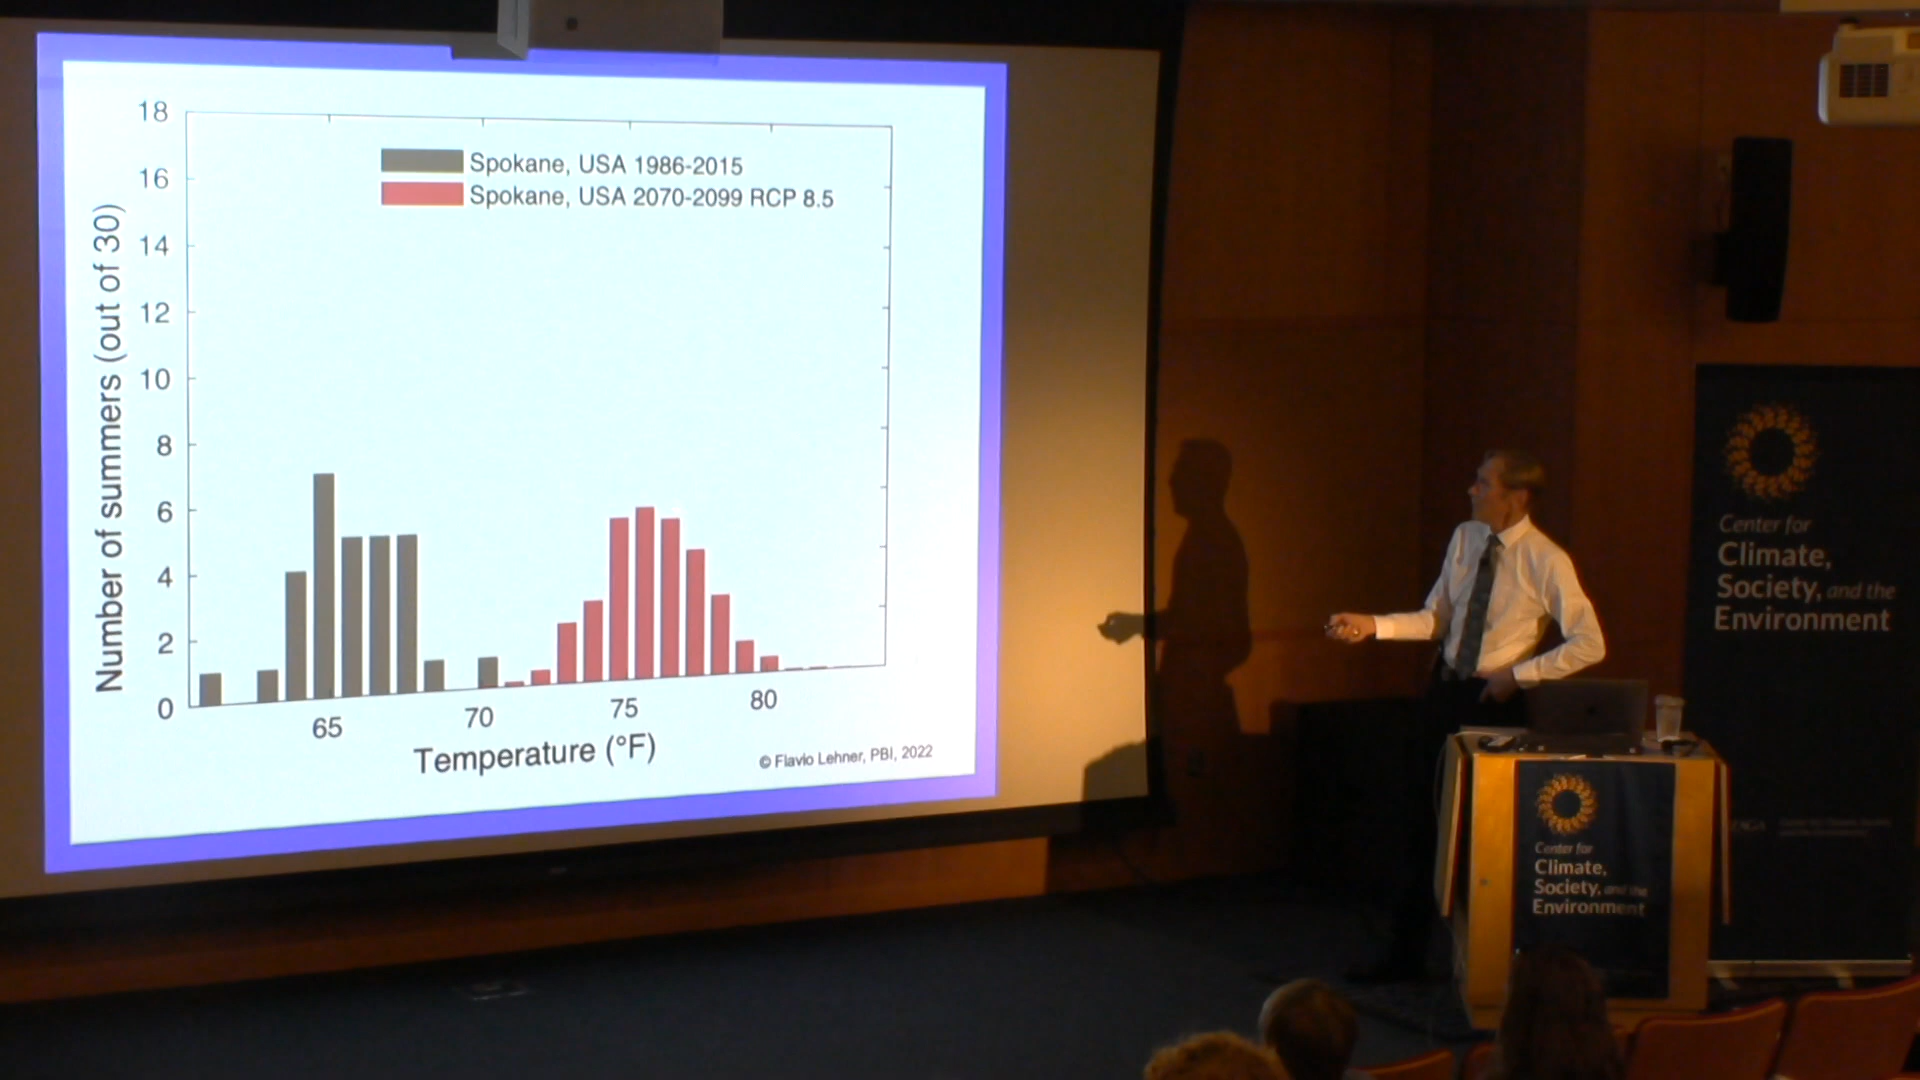 18
16
14
12
10
8
6
4
2
0
Number of summers (out of 30)
Spokane, USA 1986-2015
Spokane, USA 2070-2099 RCP 8.5
65
70
75
80
Temperature (°F)
© Flavio Lehner, PBI, 2022
Center for
Climate,
Society, and the
Environment
Center for
Climate,
Society, and the
Environment